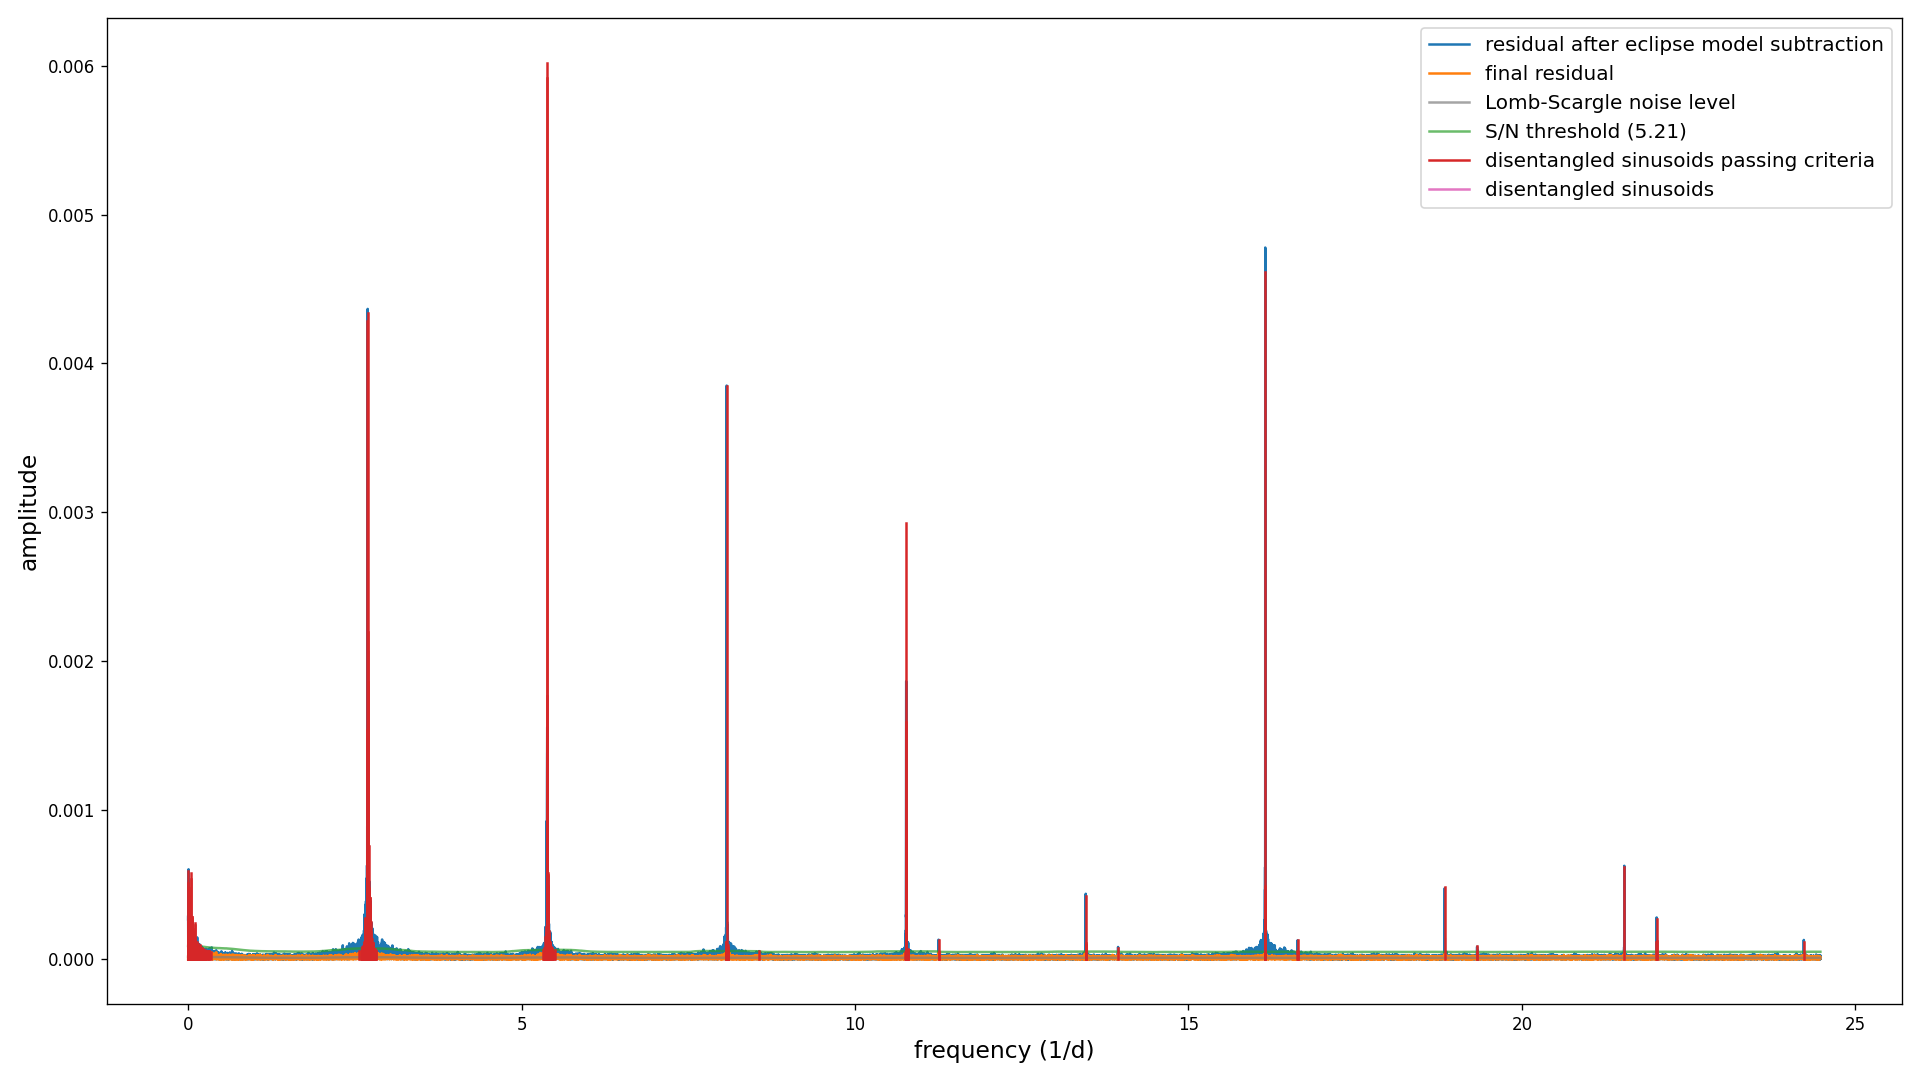 residual after eclipse model subtraction
final residual
Lomb-Scargle noise level
S/N threshold (5.21)
disentangled sinusoids passing criteria
disentangled sinusoids
0.006
0.005
0.004
0.003
0.002
0.001
0.000
amplitude
0 5 10 15 20 25
frequency (1/d)